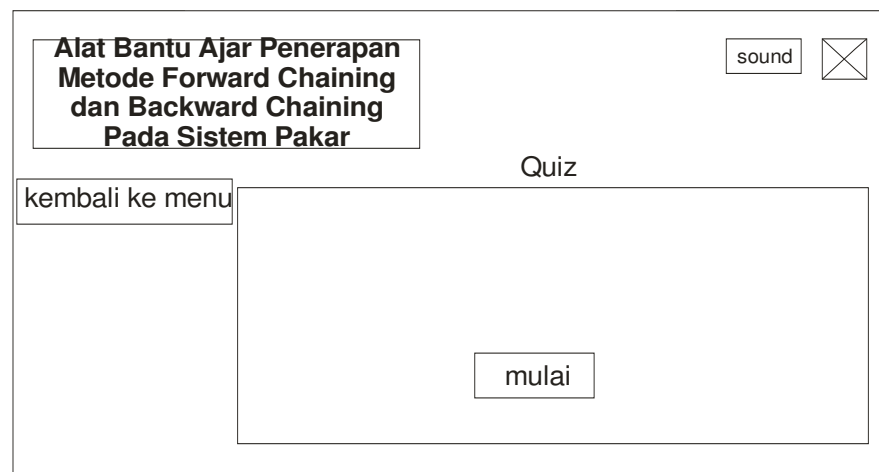 Alat Bantu Ajar Penerapan
Metode Forward Chaining
dan Backward Chaining
Pada Sistem Pakar
sound
Quiz
kembali ke menu
mulai